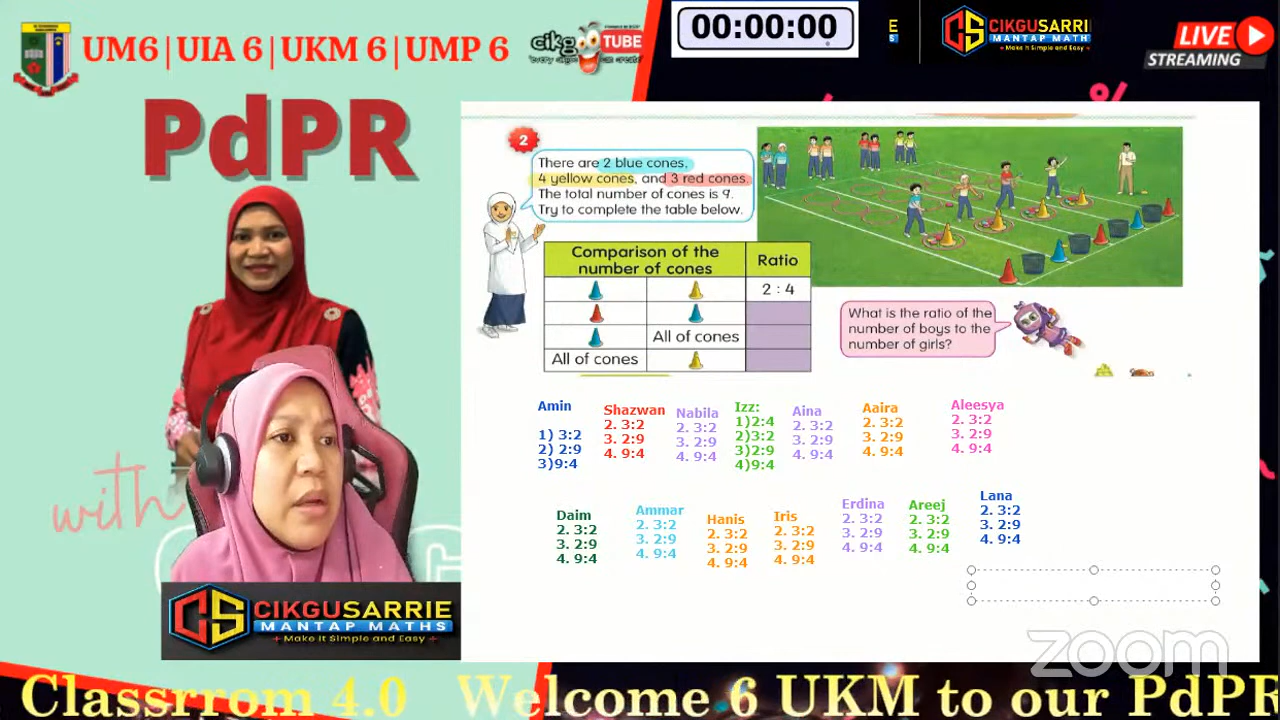 UM6|UIA 6|UKM 6|UMP 6
cikgooTUBE
"every cikgu can create"
00:00:00
E
S
CS CIKGUSARRIE
MANTAP MATHS
Make It Simple and Easy
LIVE
STREAMING
PdPR
with
2
There are 2 blue cones,
4 yellow cones, and 3 red cones.
The total number of cones is 9.
Try to complete the table below.
Comparison of the
number of cones
Ratio
2 : 4
All of cones
All of cones
What is the ratio of the
number of boys to the
number of girls?
Amin
1) 3:2
2) 2:9
3)9:4
Shazwan
2. 3:2
3. 2:9
4. 9:4
Nabila
2. 3:2
3. 2:9
4. 9:4
Izz:
1)2:4
2)3:2
3)2:9
4)9:4
Aina
2. 3:2
3. 2:9
4. 9:4
Aaira
2. 3:2
3. 2:9
4. 9:4
Aleesya
2. 3:2
3. 2:9
4. 9:4
Daim
2. 3:2
3. 2:9
4. 9:4
Ammar
2. 3:2
3. 2:9
4. 9:4
Hanis
2. 3:2
3. 2:9
4. 9:4
Iris
2. 3:2
3. 2:9
4. 9:4
Erdina
2. 3:2
3. 2:9
4. 9:4
Areej
2. 3:2
3. 2:9
4. 9:4
Lana
2. 3:2
3. 2:9
4. 9:4
CS CIKGUSARRIE
MANTAP MATHS
Make It Simple and Easy
zoom
Classrrom 4.0 Welcome 6 UKM to our PdPR